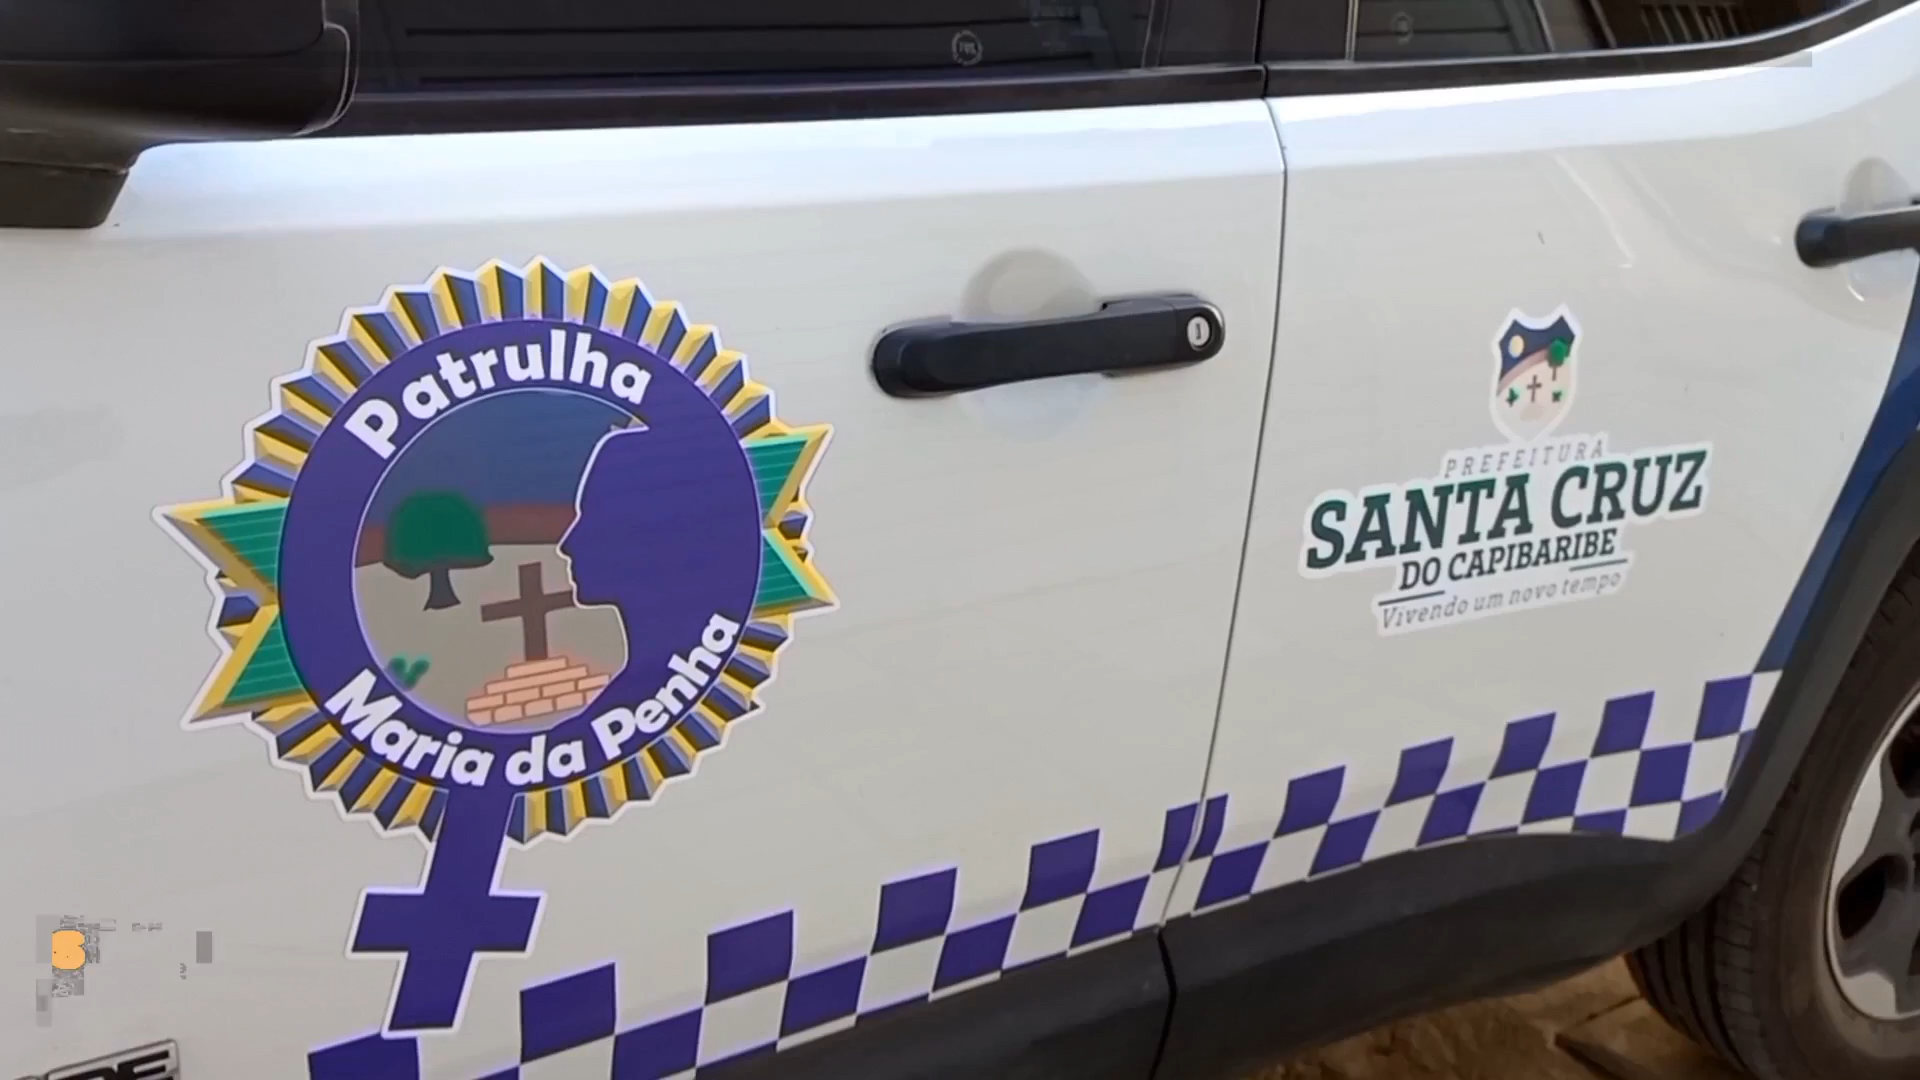 Patrulha
Maria da Penha
PREFEITURA
SANTA CRUZ
DO CAPIBARIBE
Vivendo um novo tempo